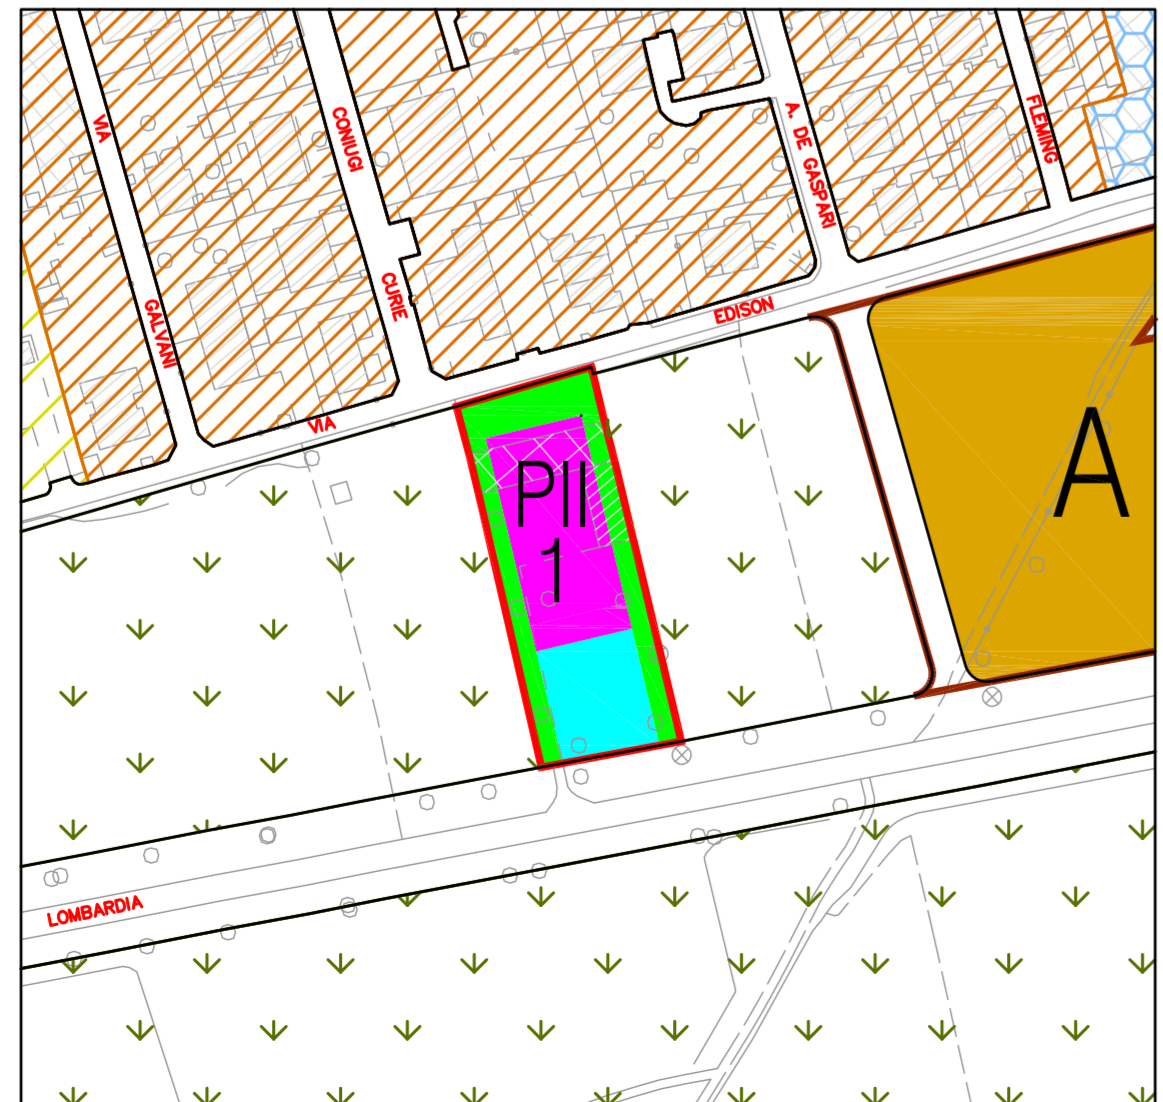 VIA
GALVANI
CONIUGI
CURIE
A. DE GASPARI
FLEMING
VIA
EDISON
PII
1
A
LOMBARDIA